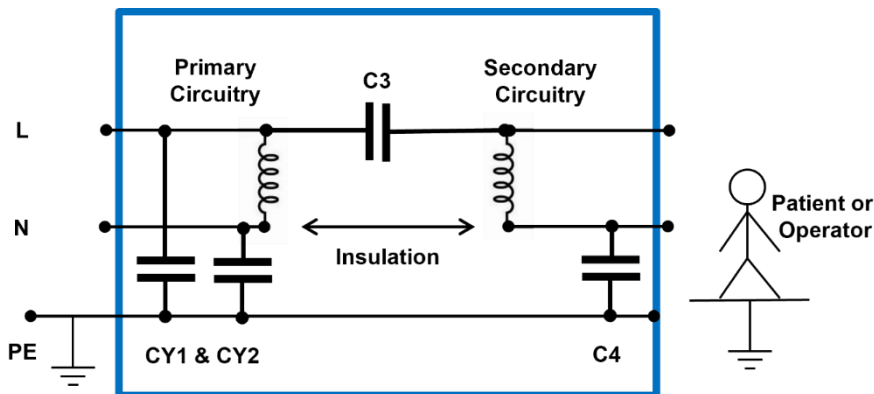 Primary
Circuitry
C3
Secondary
Circuitry
L
N
Insulation
Patient or
Operator
PE
CY1 & CY2
C4